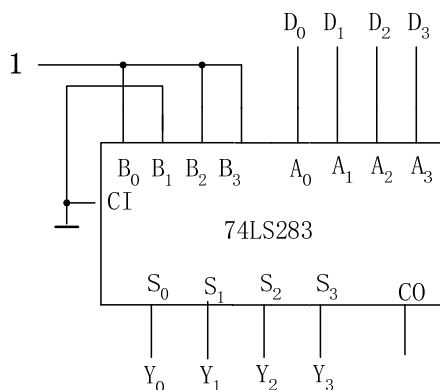 D₀ D₁ D₂ D₃
1
B₀ B₁ B₂ B₃ A₀ A₁ A₂ A₃
CI
74LS283
S₀ S₁ S₂ S₃ CO
Y₀ Y₁ Y₂ Y₃